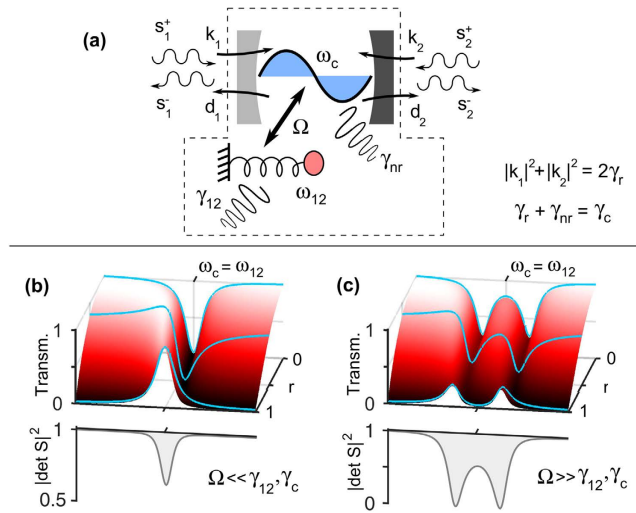 (a)
s₁⁺ k₁ ω_c k₂ s₂⁺
s₁⁻ d₁ d₂ s₂⁻
Ω
γ₁₂ ω₁₂ γ_nr
|k₁|²+|k₂|² = 2γ_r
γ_r + γ_nr = γ_c
(b) ω_c = ω₁₂
Transm.
1
0
0
r
1
|det S|²
1
0.5
Ω << γ₁₂,γ_c
(c) ω_c = ω₁₂
Transm.
1
0
0
r
1
|det S|²
1
0
Ω >> γ₁₂,γ_c